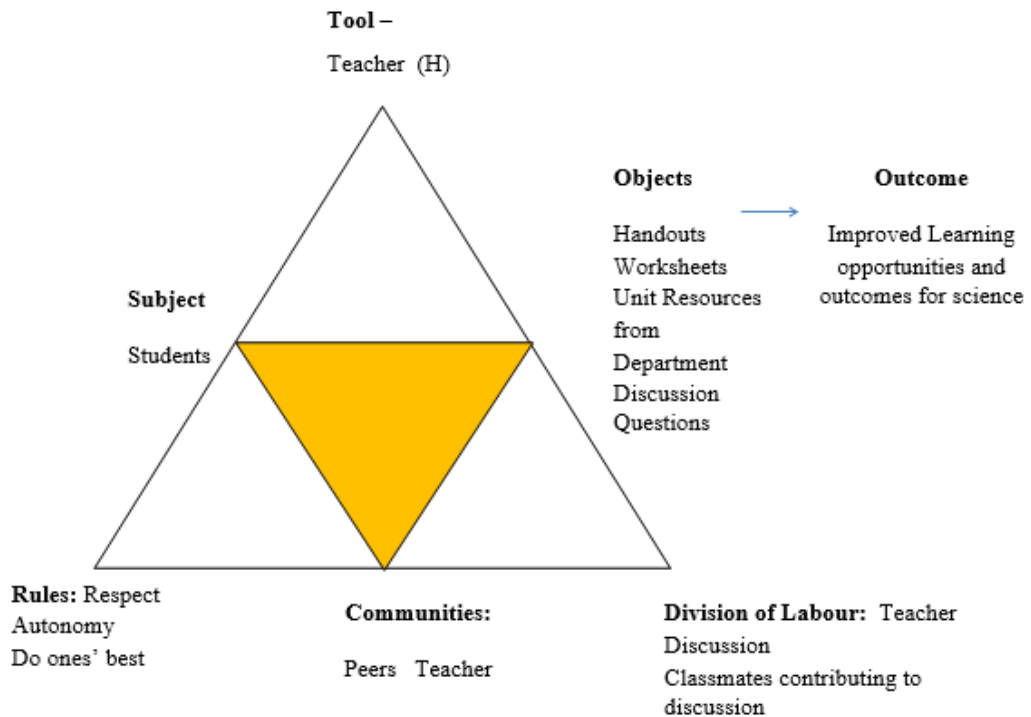 Tool –
Teacher (H)
Objects
Outcome
Handouts
Worksheets
Unit Resources
from
Department
Discussion
Questions
Improved Learning
opportunities and
outcomes for science
Subject
Students
Rules: Respect
Autonomy
Do ones’ best
Communities:
Peers Teacher
Division of Labour: Teacher
Discussion
Classmates contributing to
discussion